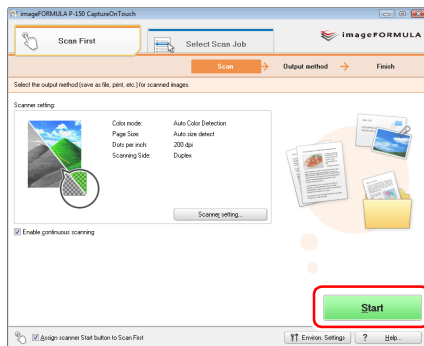 imageFORMULA P-150 CaptureOnTouch
Scan First
Select Scan Job
imageFORMULA
Scan
Output method
Finish
Select the output method (save as file, print, etc.) for scanned images.
Scanner setting:
Color mode: Auto Color Detection
Page Size: Auto size detect
Dots per inch: 200 dpi
Scanning Side: Duplex
Scanner setting...
Enable continuous scanning
Start
Assign scanner Start button to Scan First
Environ. Settings
? Help...